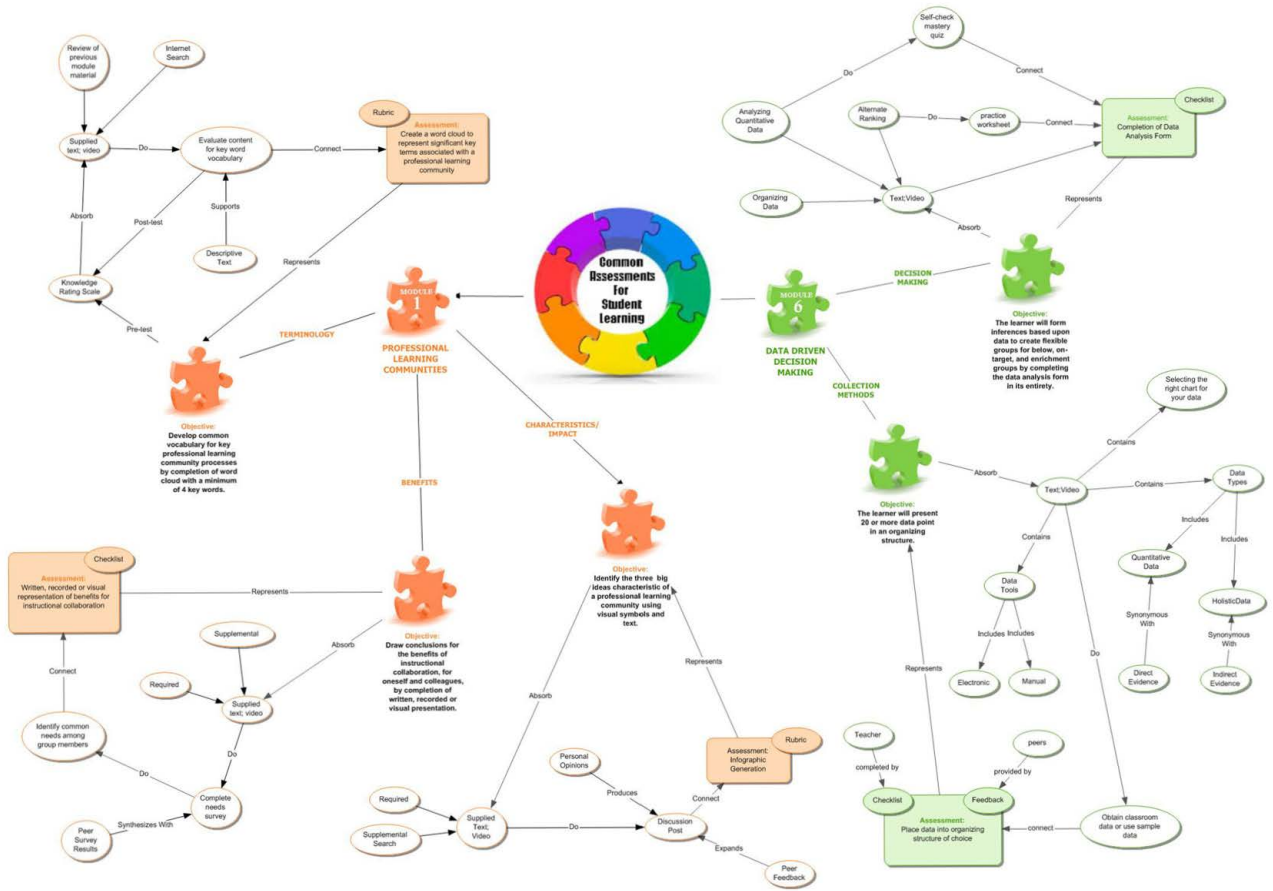 Review of
previous
module
material
Internet
Search
Supplied
text; video
Do
Evaluate content
for key word
vocabulary
Connect
Rubric
Assessment:
Create a word cloud to
represent significant key
terms associated with a
professional learning
community
Absorb
Post-test
Supports
Descriptive
Text
Represents
Knowledge
Rating Scale
Pre-test
TERMINOLOGY
Objective:
Develop common
vocabulary for key
professional learning
community processes
by completion of word
cloud with a minimum
of 4 key words.
MODULE
1
PROFESSIONAL
LEARNING
COMMUNITIES
Common
Assessments
For
Student
Learning
MODULE
6
DATA DRIVEN
DECISION
MAKING
DECISION
MAKING
COLLECTION
METHODS
Self-check
mastery
quiz
Do
Connect
Analyzing
Quantitative
Data
Alternate
Ranking
Do
practice
worksheet
Connect
Checklist
Assessment:
Completion of Data
Analysis Form
Organizing
Data
Text;Video
Absorb
Represents
Objective:
The learner will form
inferences based upon
data to create flexible
groups for below, on-
target, and enrichment
groups by completing
the data analysis form
in its entirety.
CHARACTERISTICS/
IMPACT
BENEFITS
Checklist
Assessment:
Written, recorded or visual
representation of benefits for
instructional collaboration
Represents
Objective:
Draw conclusions for
the benefits of
instructional
collaboration, for
oneself and colleagues,
by completion of
written, recorded or
visual presentation.
Absorb
Supplemental
Required
Supplied
text; video
Connect
Identify common
needs among
group members
Do
Do
Complete
needs
survey
Synthesizes With
Peer
Survey
Results
Objective:
Identify the three big
ideas characteristic of
a professional learning
community using
visual symbols and
text.
Absorb
Represents
Assessment:
Infographic
Generation
Rubric
Personal
Opinions
Produces
Connect
Required
Supplemental
Search
Supplied
Text;
Video
Do
Discussion
Post
Expands
Peer
Feedback
Objective:
The learner will present
20 or more data point
in an organizing
structure.
Absorb
Text;Video
Contains
Selecting the
right chart for
your data
Contains
Data
Types
Includes
Includes
Quantitative
Data
HolisticData
Synonymous
With
Synonymous
With
Direct
Evidence
Indirect
Evidence
Contains
Data
Tools
Includes
Includes
Electronic
Manual
Do
Represents
Teacher
completed by
Checklist
peers
provided by
Feedback
Assessment:
Place data into organizing
structure of choice
connect
Obtain classroom
data or use sample
data